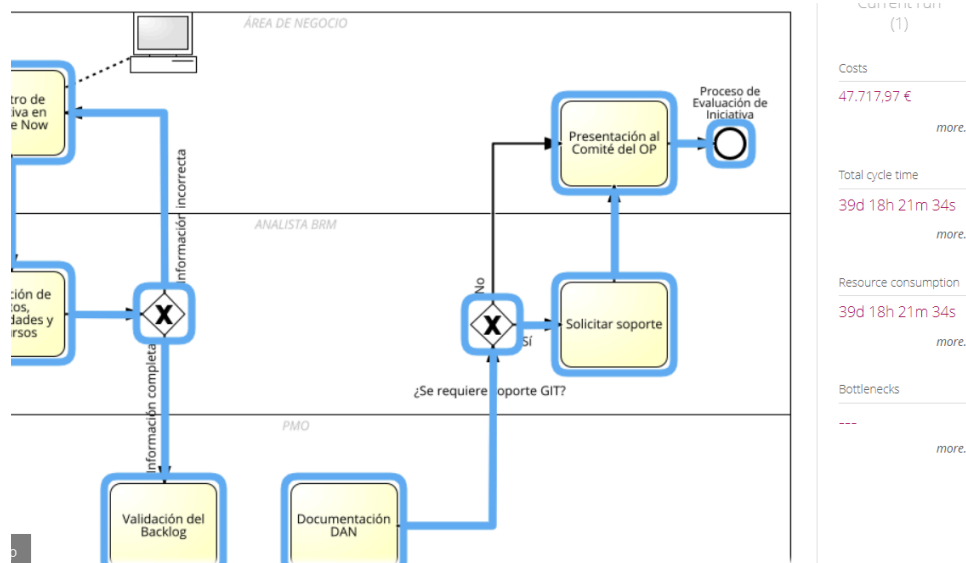 ÁREA DE NEGOCIO
tro de
iva en
e Now
Información incorrecta
Proceso de
Evaluación de
Iniciativa
Presentación al
Comité del OP
ANALISTA BRM
ción de
tos,
dades y
rsos
X
Información completa
No
X
Sí
Solicitar soporte
¿Se requiere soporte GIT?
PMO
Validación del
Backlog
Documentación
DAN
Current run
(1)
Costs
47.717,97 €
more.
Total cycle time
39d 18h 21m 34s
more.
Resource consumption
39d 18h 21m 34s
more.
Bottlenecks
---
more.